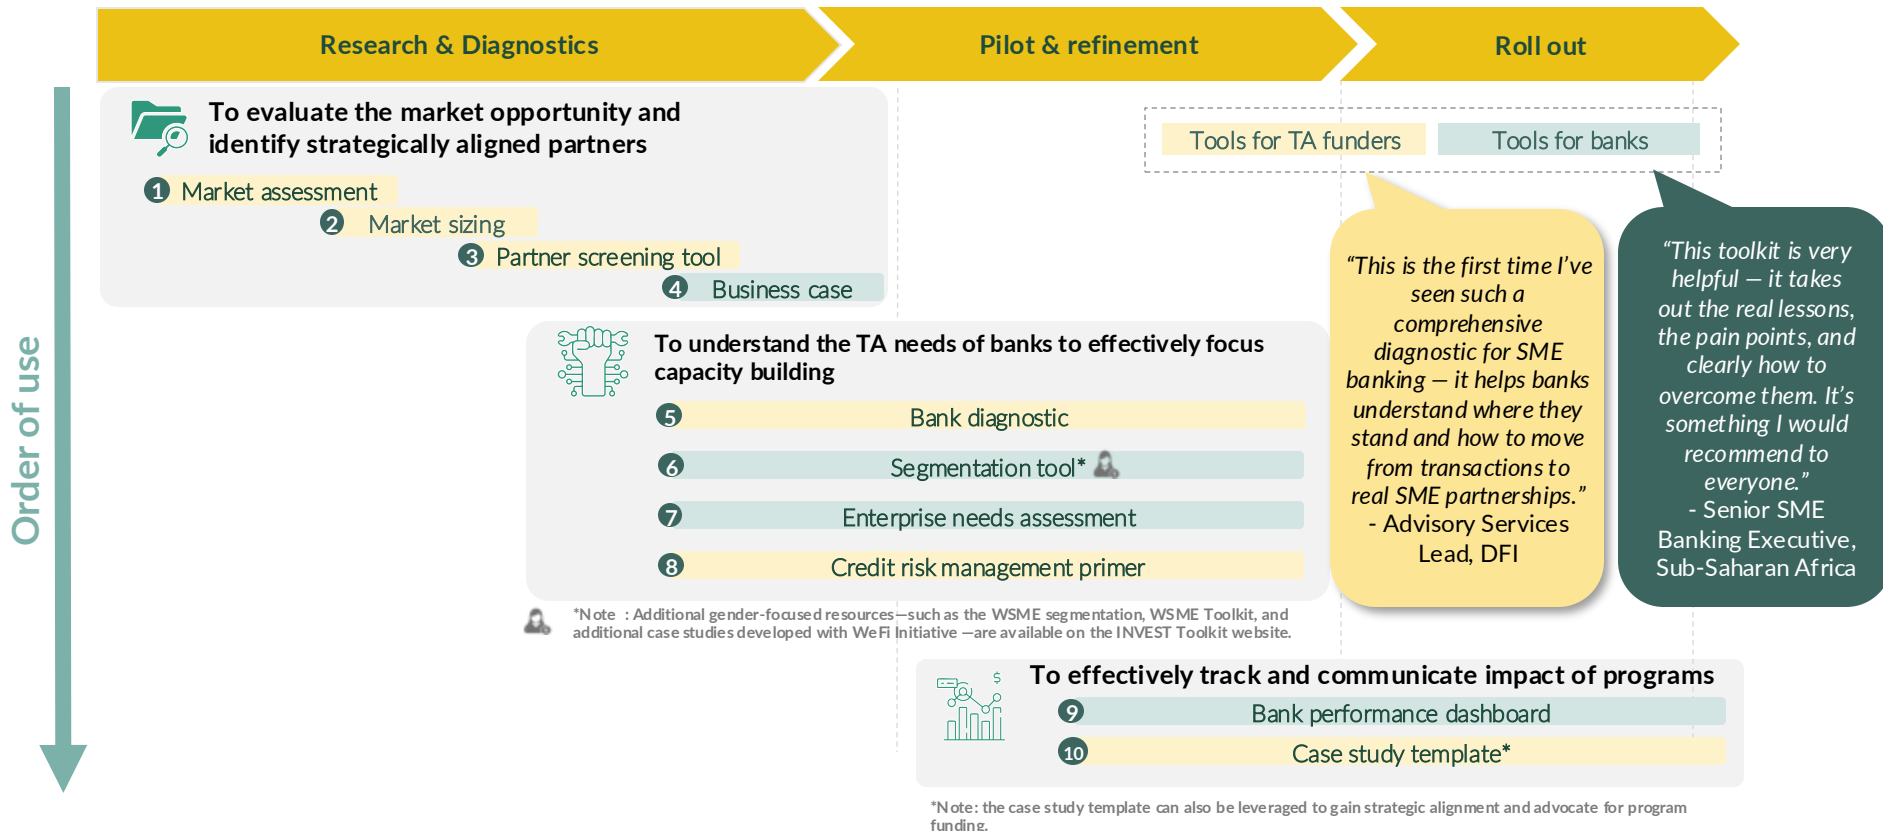 Research & Diagnostics
Pilot & refinement
Roll out
Order of use
To evaluate the market opportunity and
identify strategically aligned partners
1 Market assessment
2 Market sizing
3 Partner screening tool
4 Business case
Tools for TA funders
Tools for banks
“This is the first time I’ve
seen such a
comprehensive
diagnostic for SME
banking – it helps banks
understand where they
stand and how to move
from transactions to
real SME partnerships.”
- Advisory Services
Lead, DFI
“This toolkit is very
helpful – it takes
out the real lessons,
the pain points, and
clearly how to
overcome them. It’s
something I would
recommend to
everyone.”
- Senior SME
Banking Executive,
Sub-Saharan Africa
To understand the TA needs of banks to effectively focus
capacity building
5 Bank diagnostic
6 Segmentation tool*
7 Enterprise needs assessment
8 Credit risk management primer
*Note : Additional gender-focused resources—such as the WSME segmentation, WSME Toolkit, and
additional case studies developed with WeFi Initiative —are available on the INVEST Toolkit website.
To effectively track and communicate impact of programs
$
9 Bank performance dashboard
10 Case study template*
*Note: the case study template can also be leveraged to gain strategic alignment and advocate for program
funding.